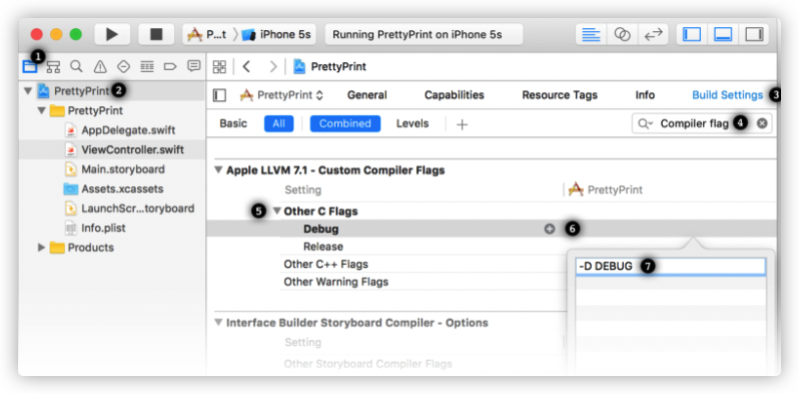 P...t iPhone 5s Running PrettyPrint on iPhone 5s
1
PrettyPrint
PrettyPrint 2
PrettyPrint General Capabilities Resource Tags Info Build Settings 3
PrettyPrint
Basic All Combined Levels + Compiler flag 4
AppDelegate.swift
ViewController.swift
Main.storyboard
Assets.xcassets
LaunchScr...toryboard
Info.plist
Products
Apple LLVM 7.1 - Custom Compiler Flags
Setting PrettyPrint
5 Other C Flags
Debug 6
Release
Other C++ Flags
Other Warning Flags
-D DEBUG 7
Interface Builder Storyboard Compiler - Options
Setting
Other Storyboard Compiler Flags